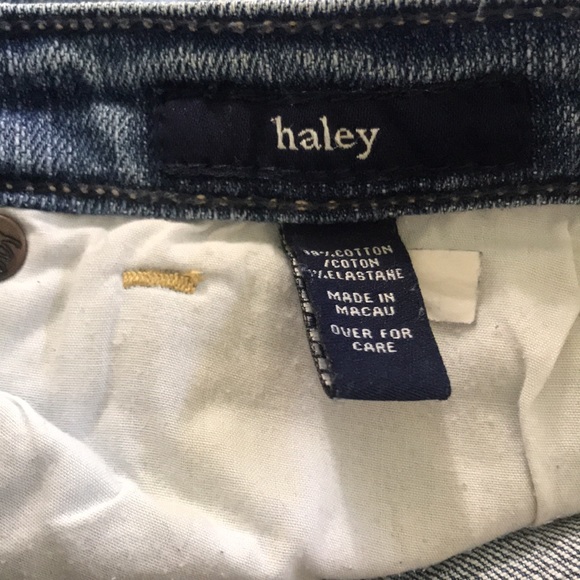 haley
% COTTON
/COTON
% ELASTANE
MADE IN
MACAU
OVER FOR
CARE